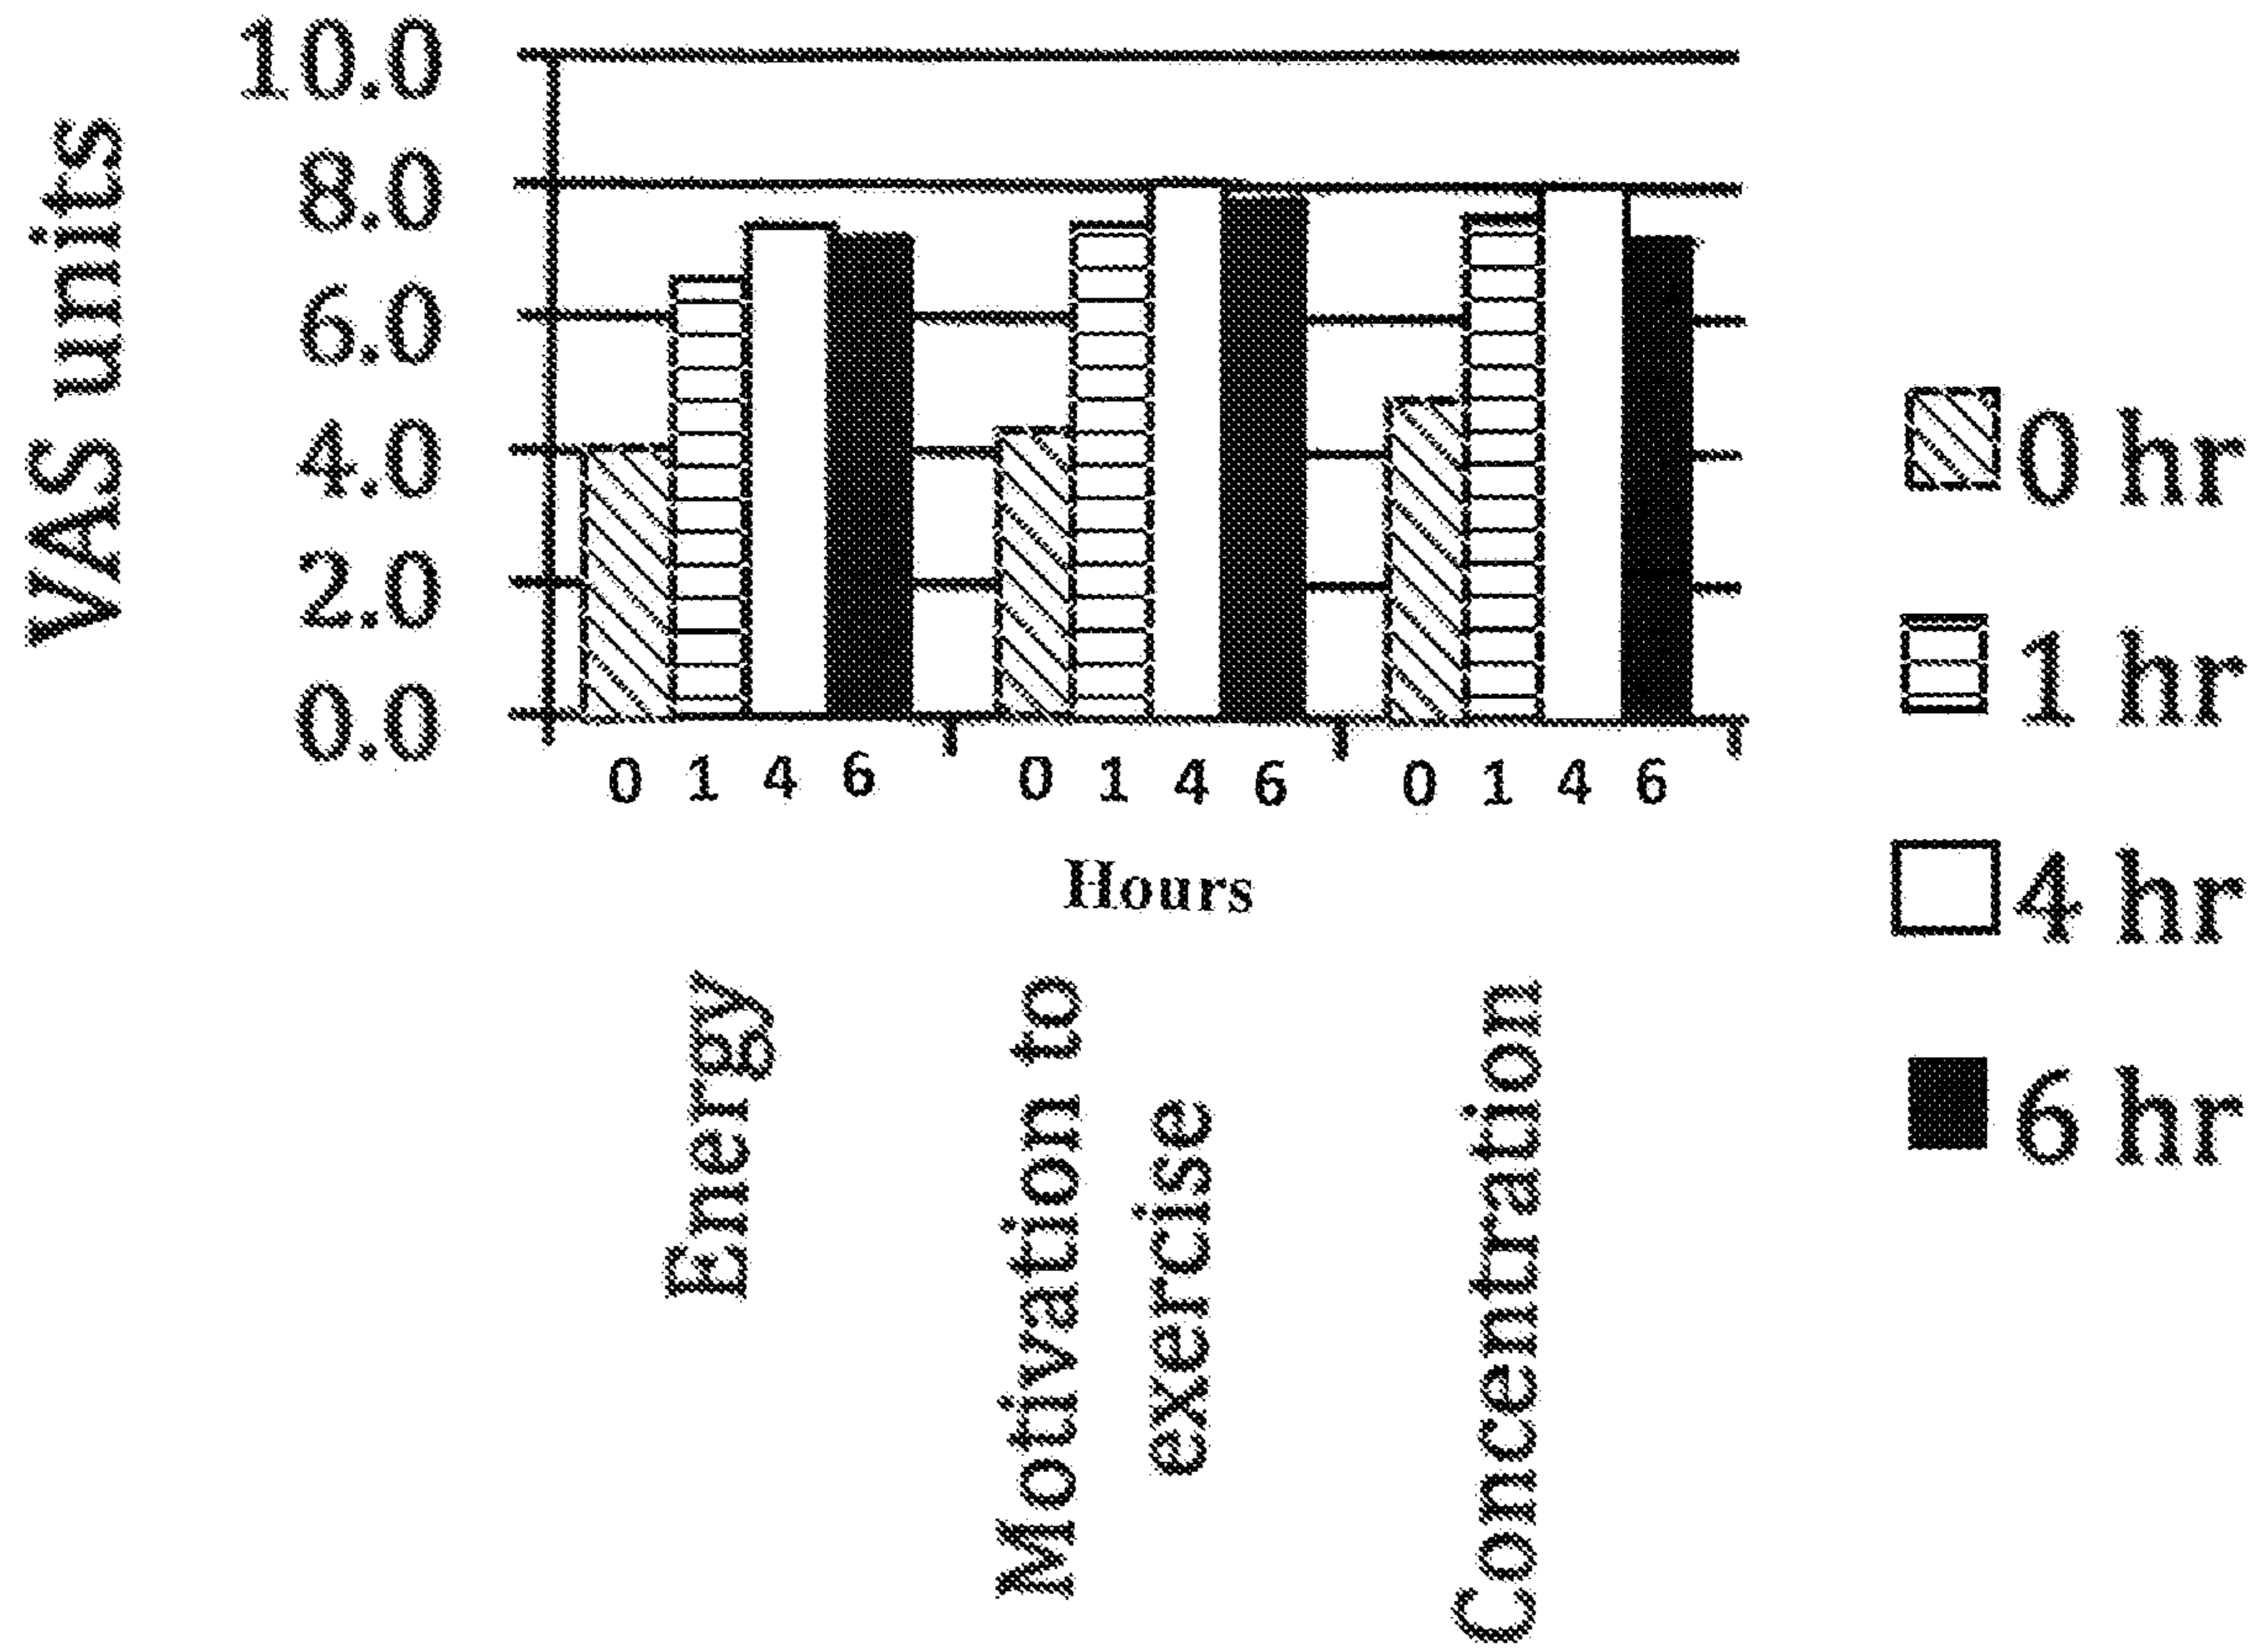 VAS units
10.0
8.0
6.0
4.0
2.0
0.0
0 1 4 6 0 1 4 6 0 1 4 6
Hours
Energy
Motivation to
exercise
Concentration
0 hr
1 hr
4 hr
6 hr